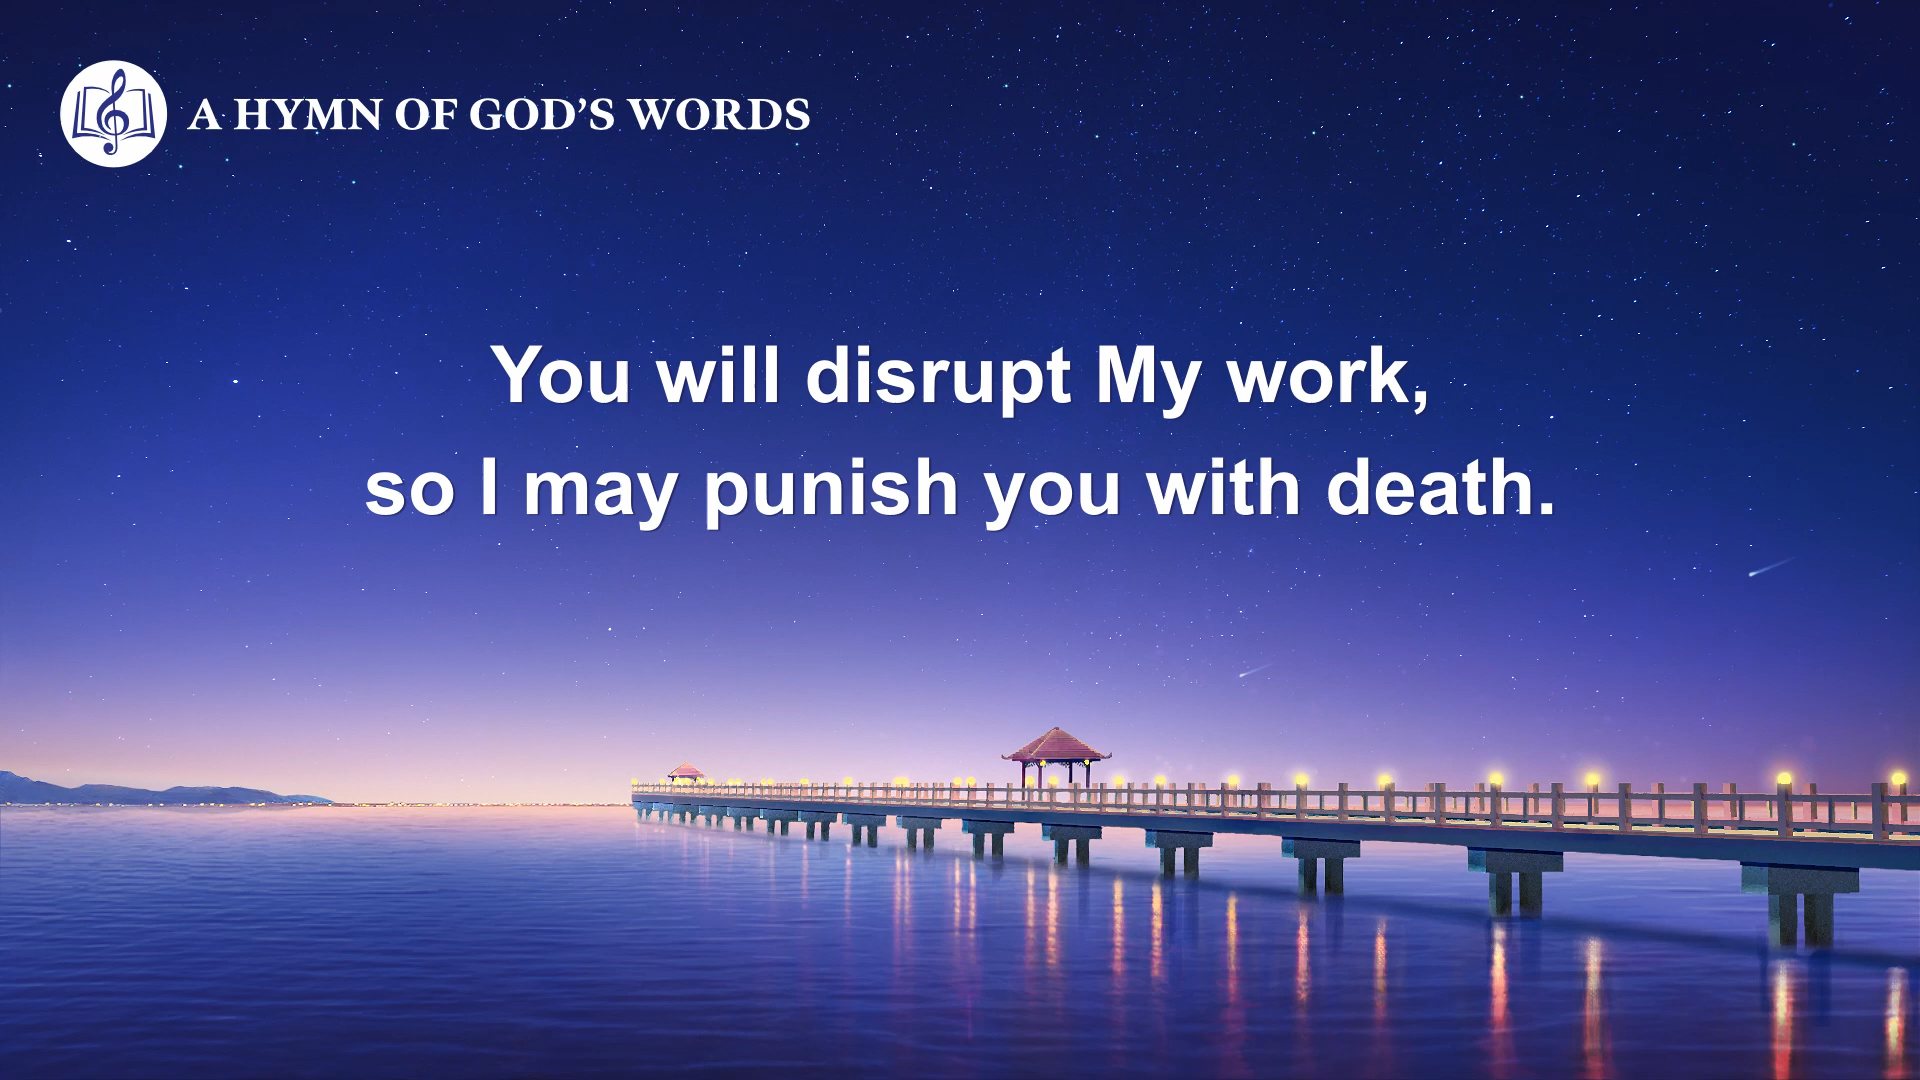 A HYMN OF GOD’S WORDS
You will disrupt My work,
so I may punish you with death.